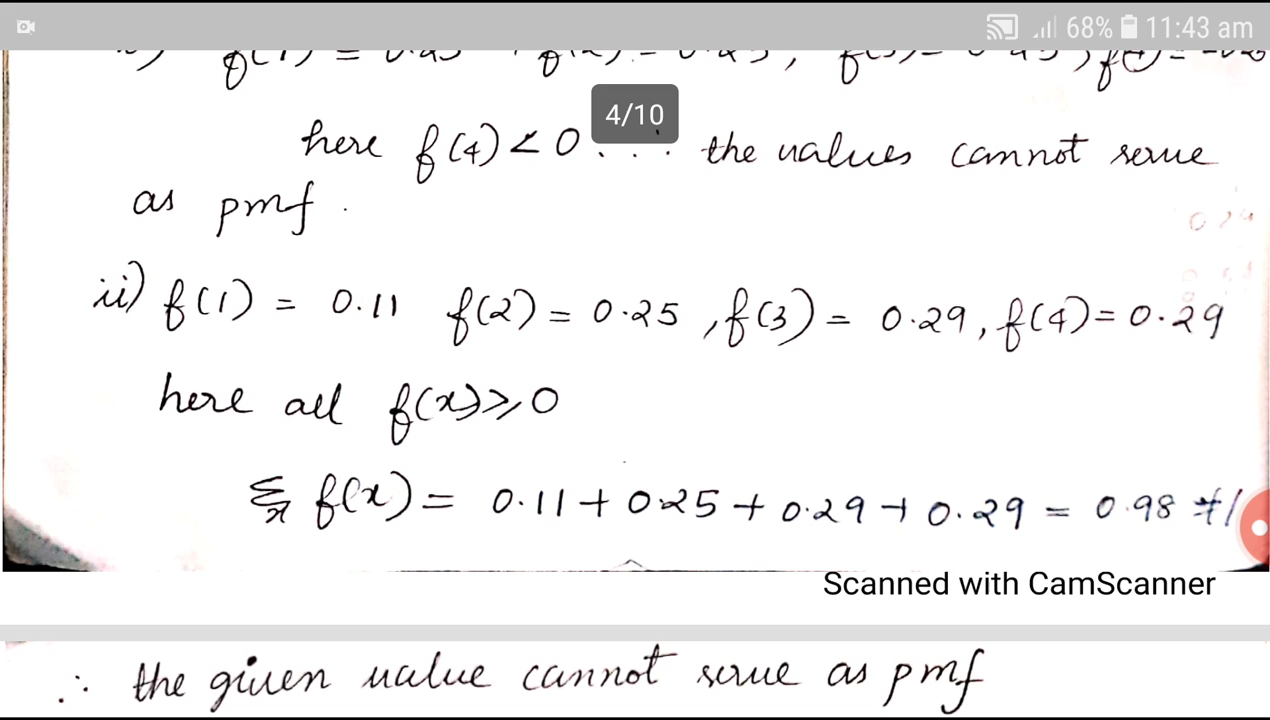 68% 11:43 am
4/10
here f(4) < 0 . . . the values cannot serve
as pmf .
ii) f(1) = 0.11 f(2) = 0.25 , f(3) = 0.29 , f(4) = 0.29
here all f(x) ≥ 0
Σx f(x) = 0.11 + 0.25 + 0.29 + 0.29 = 0.98 ≠ 1
Scanned with CamScanner
∴ the given value cannot serve as pmf